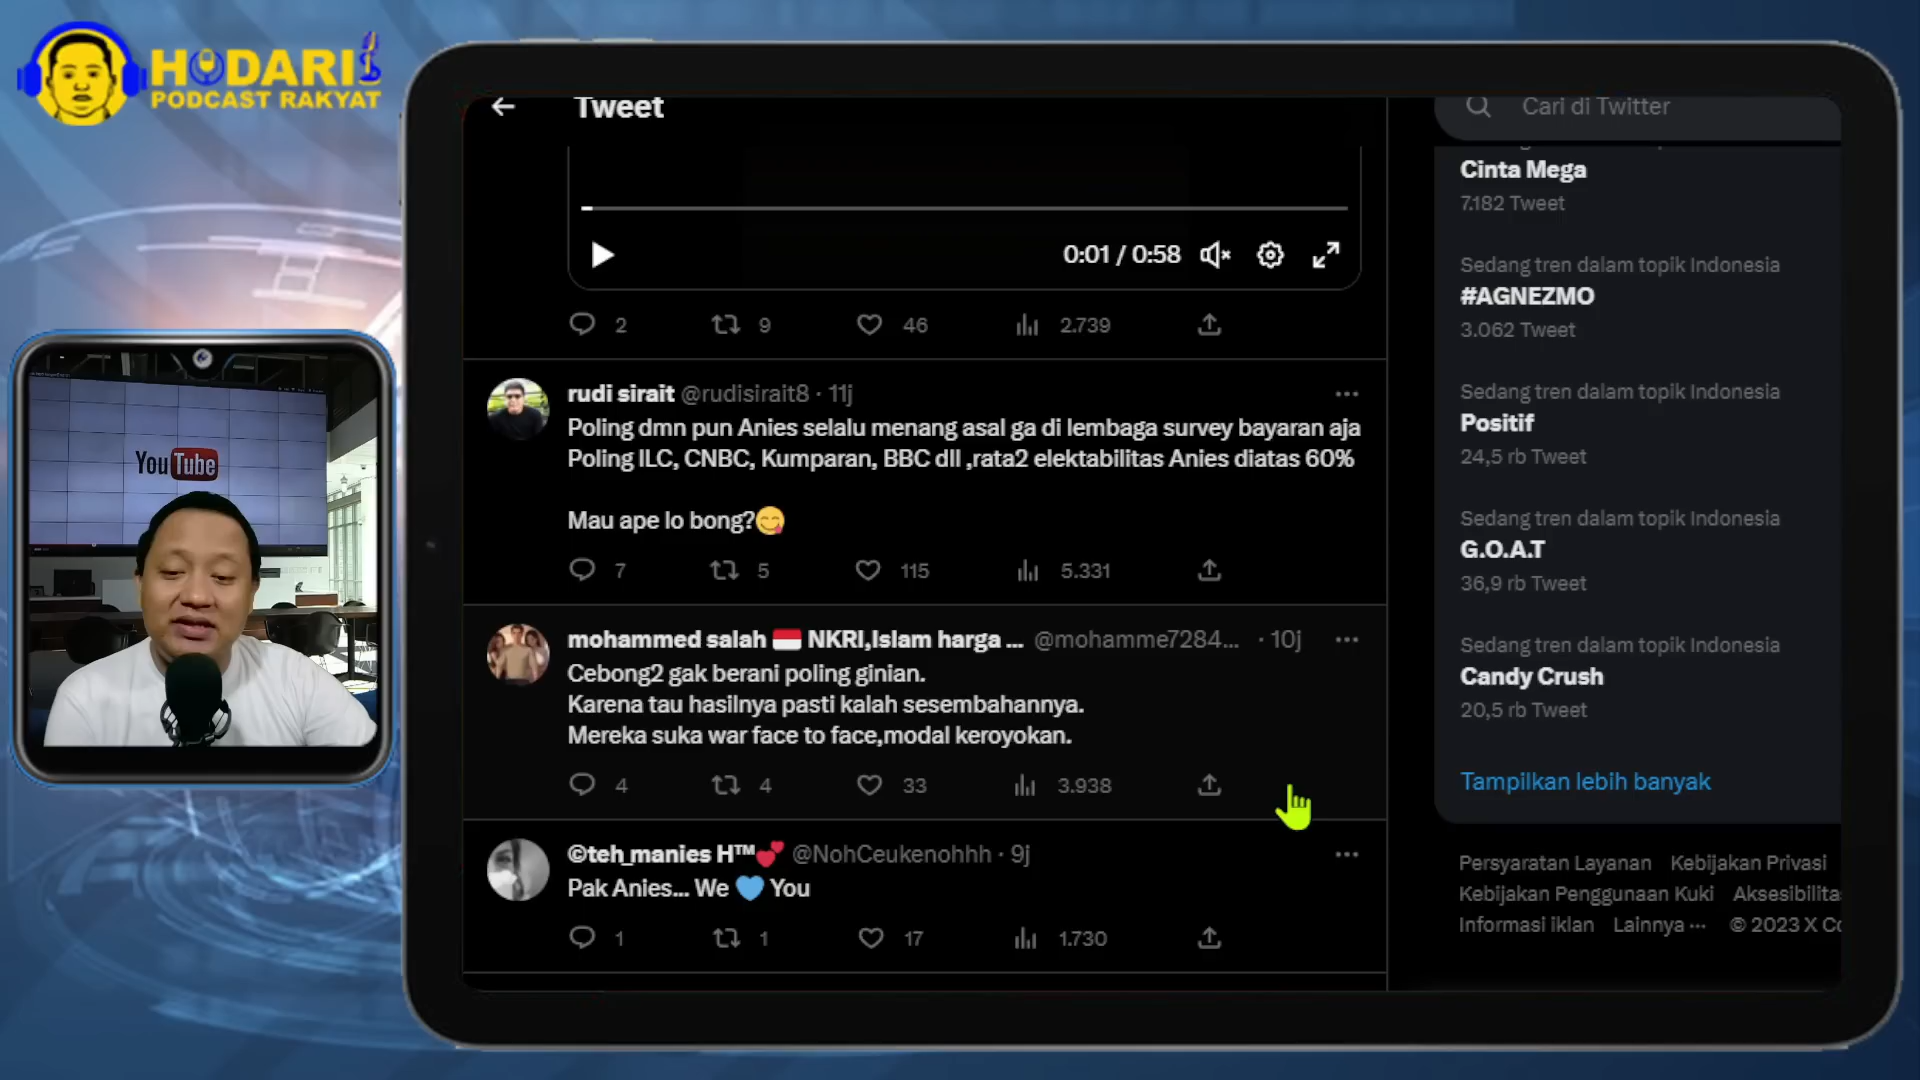 HODARI
PODCAST RAKYAT
YouTube
Tweet
0:01 / 0:58
2 9 46 2.739
rudi sirait @rudisirait8 · 11j
Poling dmn pun Anies selalu menang asal ga di lembaga survey bayaran aja
Poling ILC, CNBC, Kumparan, BBC dll ,rata2 elektabilitas Anies diatas 60%
Mau ape lo bong?😋
7 5 115 5.331
mohammed salah 🇮🇩 NKRI,Islam harga ... @mohamme7284... · 10j
Cebong2 gak berani poling ginian.
Karena tau hasilnya pasti kalah sesembahannya.
Mereka suka war face to face,modal keroyokan.
4 4 33 3.938
©teh_manies H™💕 @NohCeukenohhh · 9j
Pak Anies... We 💙 You
1 1 17 1.730
Cari di Twitter
Cinta Mega
7.182 Tweet
Sedang tren dalam topik Indonesia
#AGNEZMO
3.062 Tweet
Sedang tren dalam topik Indonesia
Positif
24,5 rb Tweet
Sedang tren dalam topik Indonesia
G.O.A.T
36,9 rb Tweet
Sedang tren dalam topik Indonesia
Candy Crush
20,5 rb Tweet
Tampilkan lebih banyak
Persyaratan Layanan Kebijakan Privasi
Kebijakan Penggunaan Kuki Aksesibilita
Informasi iklan Lainnya ··· © 2023 X Co